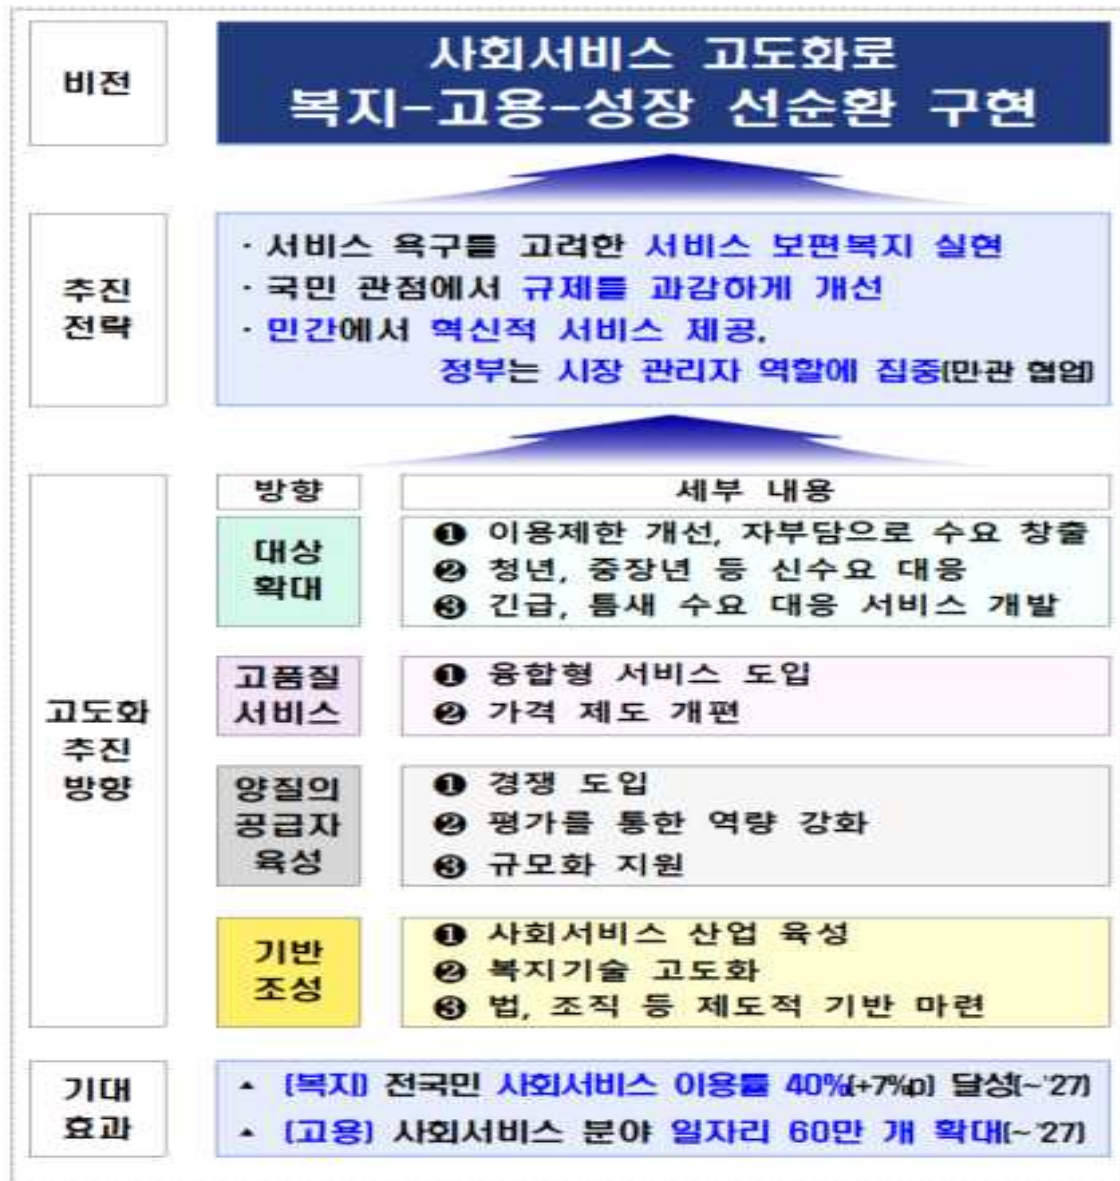 비전
사회서비스 고도화로
복지-고용-성장 선순환 구현
추진
전략
· 서비스 욕구를 고려한 서비스 보편복지 실현
· 국민 관점에서 규제를 과감하게 개선
· 민간에서 혁신적 서비스 제공,
정부는 시장 관리자 역할에 집중(민·관 협업)
고도화
추진
방향
방향
세부 내용
대상
확대
❶ 이용제한 개선, 자부담으로 수요 창출
❷ 청년, 중장년 등 신수요 대응
❸ 긴급, 틈새 수요 대응 서비스 개발
고품질
서비스
❶ 융합형 서비스 도입
❷ 가격 제도 개편
양질의
공급자
육성
❶ 경쟁 도입
❷ 평가를 통한 역량 강화
❸ 규모화 지원
기반
조성
❶ 사회서비스 산업 육성
❷ 복지기술 고도화
❸ 법, 조직 등 제도적 기반 마련
기대
효과
▲ (복지) 전국민 사회서비스 이용률 40%(+7%p) 달성(~'27)
▲ (고용) 사회서비스 분야 일자리 60만 개 확대(~'27)